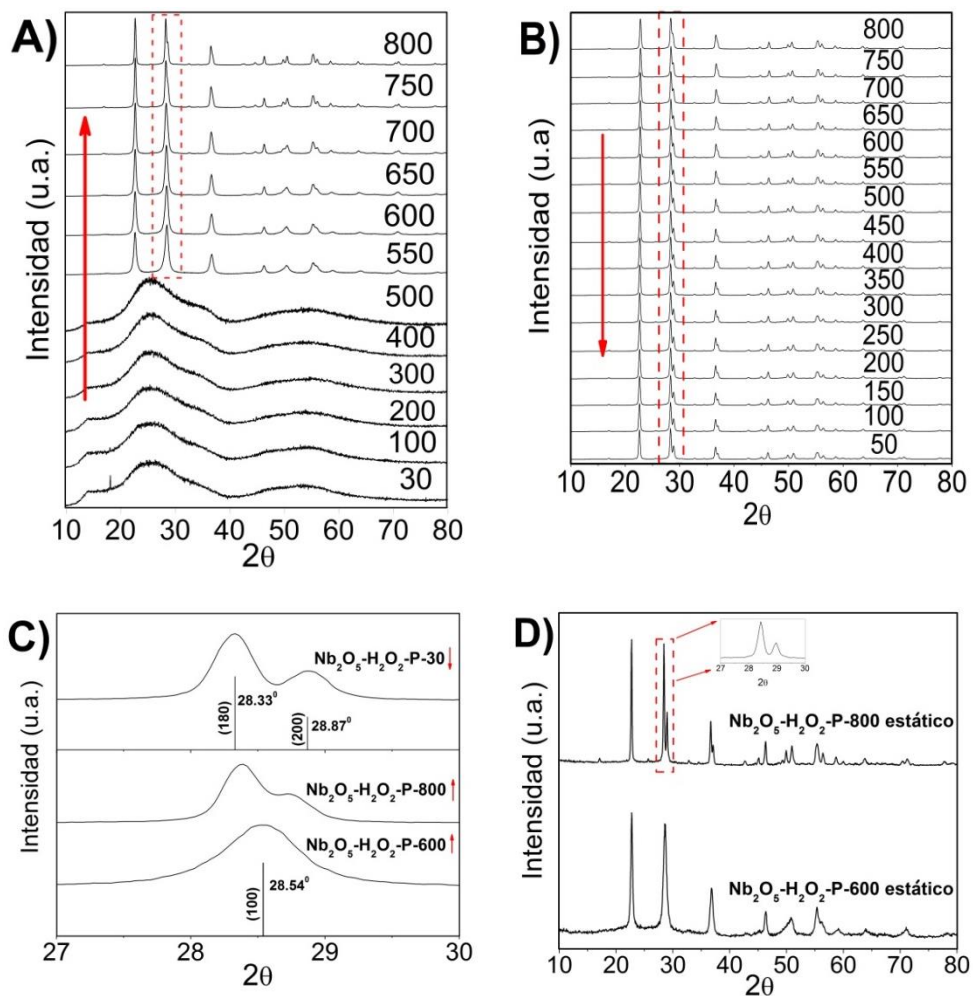 A)
Intensidad (u.a.)
800
750
700
650
600
550
500
400
300
200
100
30
10 20 30 40 50 60 70 80
2θ
B)
Intensidad (u.a)
800
750
700
650
600
550
500
450
400
350
300
250
200
150
100
50
10 20 30 40 50 60 70 80
2θ
C)
Intensidad (u.a.)
Nb2O5-H2O2-P-30
(180)
28.33⁰
(200)
28.87⁰
Nb2O5-H2O2-P-800
Nb2O5-H2O2-P-600
(100)
28.54⁰
27 28 29 30
2θ
D)
Intensidad (u.a.)
27 28 29 30
2θ
Nb2O5-H2O2-P-800 estático
Nb2O5-H2O2-P-600 estático
10 20 30 40 50 60 70 80
2θ